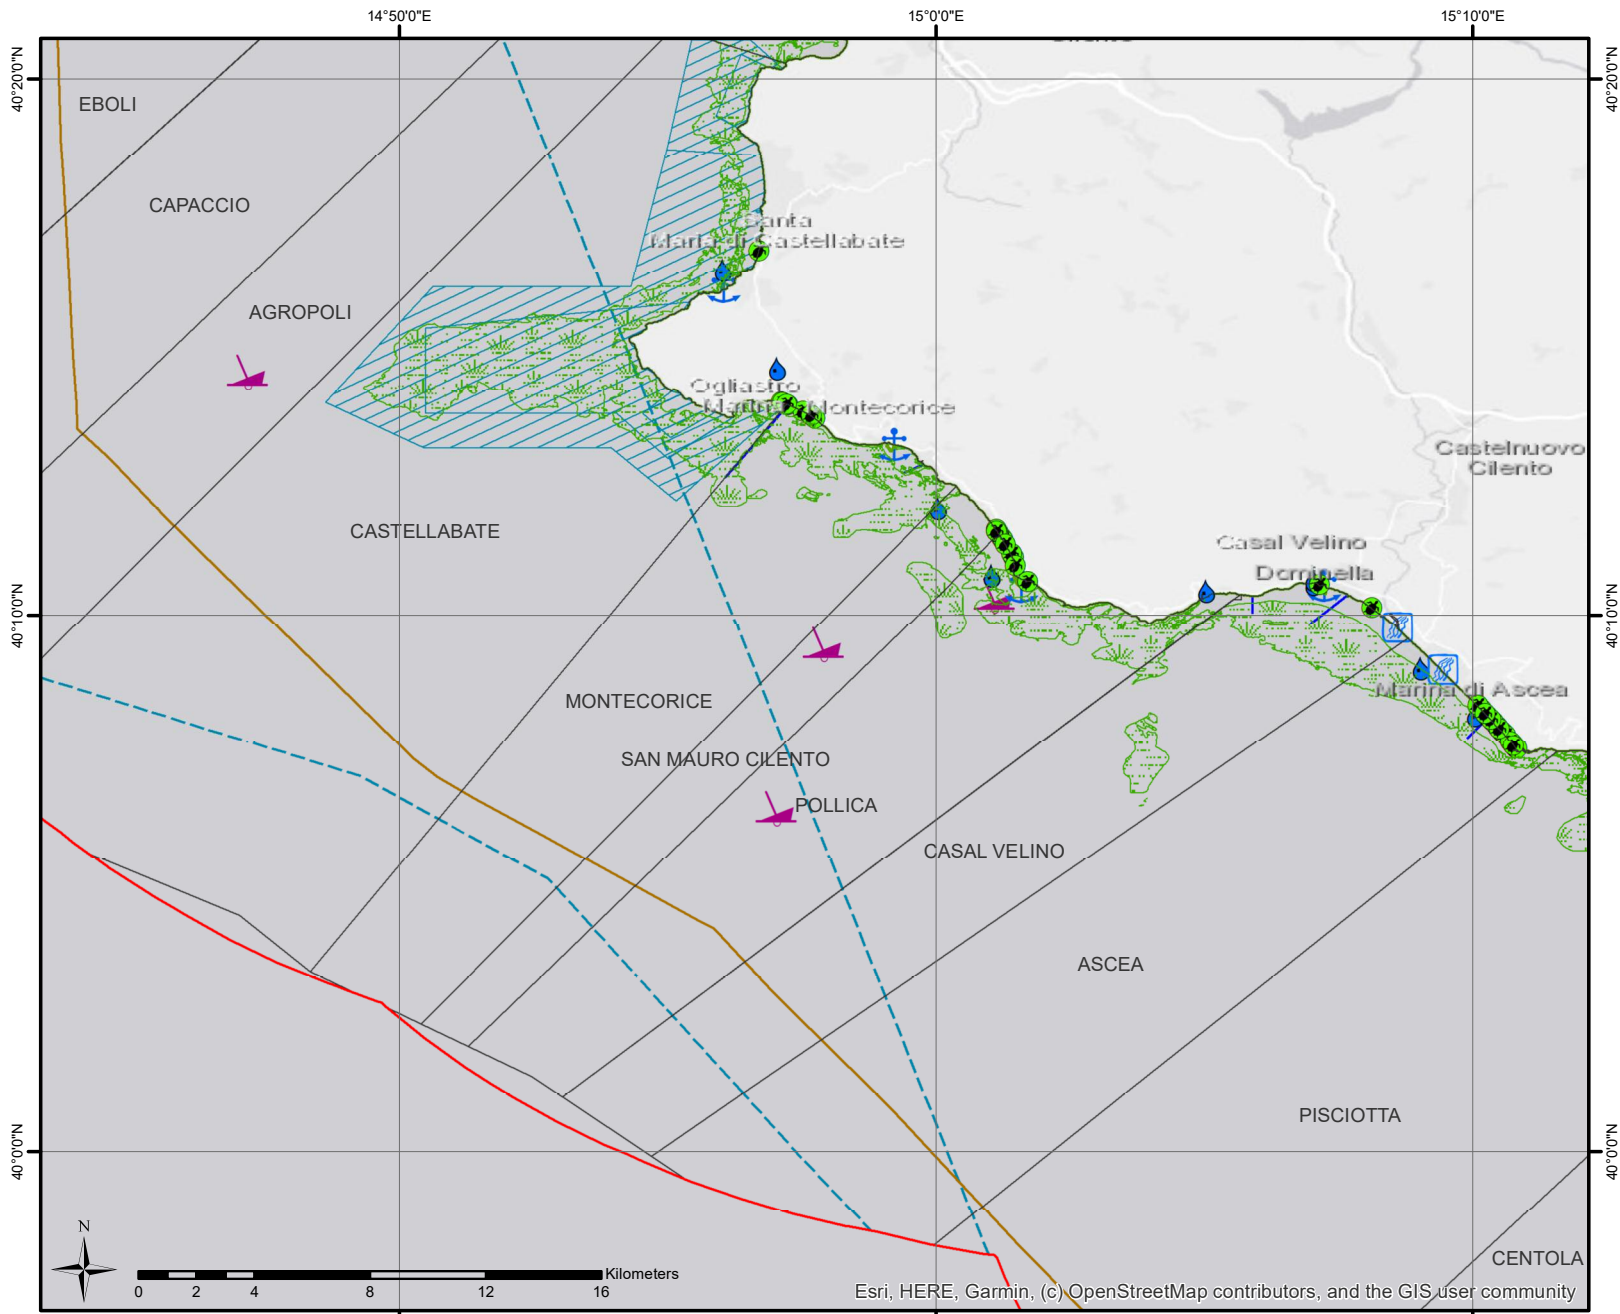 14°50'0"E
15°0'0"E
15°10'0"E
40°20'0"N
40°20'0"N
EBOLI
CAPACCIO
Santa
Maria di Castellabate
AGROPOLI
Ogliastro
Marina
Montecorice
Castelnuovo
Cilento
CASTELLABATE
Casal Velino
Dominella
40°10'0"N
40°10'0"N
Marina di Ascea
MONTECORICE
SAN MAURO CILENTO
POLLICA
CASAL VELINO
ASCEA
PISCIOTTA
40°0'0"N
40°0'0"N
N
CENTOLA
Kilometers
0 2 4 8 12 16
Esri, HERE, Garmin, (c) OpenStreetMap contributors, and the GIS user community